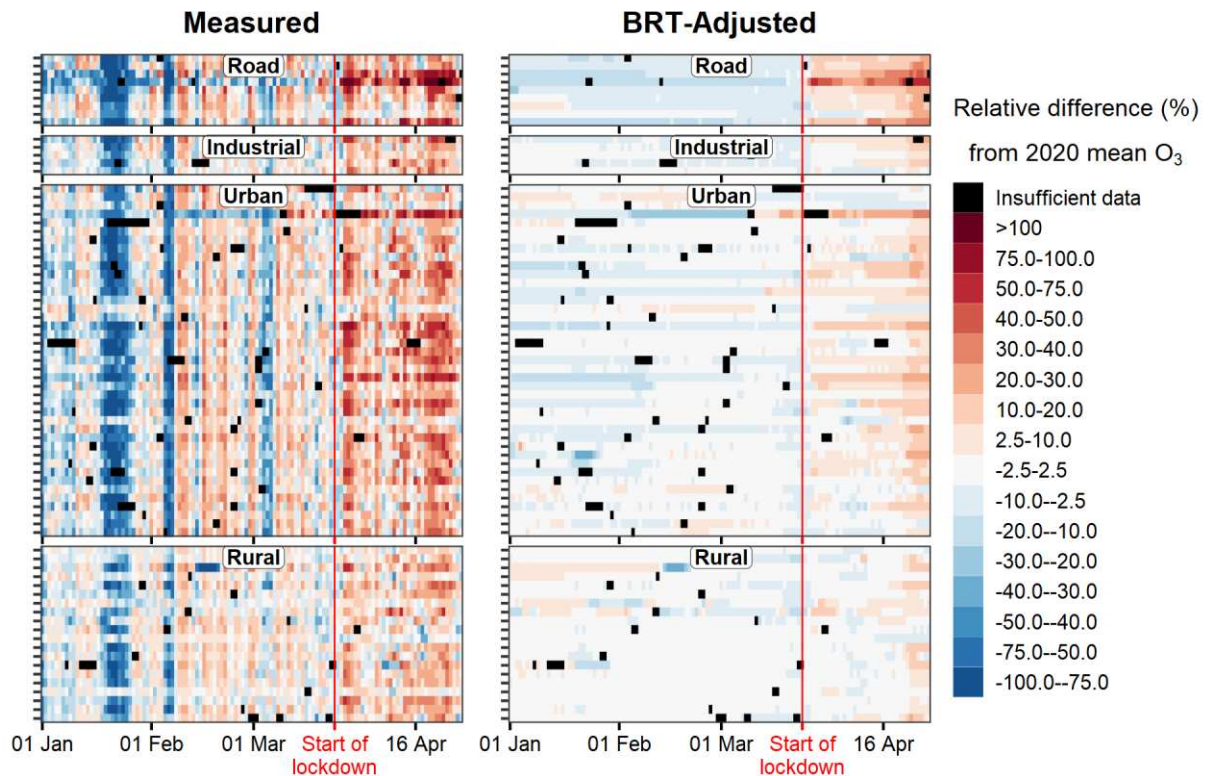 Measured
BRT-Adjusted
Road
Road
Industrial
Industrial
Urban
Urban
Rural
Rural
01 Jan
01 Feb
01 Mar
Start of
lockdown
16 Apr
01 Jan
01 Feb
01 Mar
Start of
lockdown
16 Apr
Relative difference (%)
from 2020 mean O₃
Insufficient data
>100
75.0-100.0
50.0-75.0
40.0-50.0
30.0-40.0
20.0-30.0
10.0-20.0
2.5-10.0
-2.5-2.5
-10.0--2.5
-20.0--10.0
-30.0--20.0
-40.0--30.0
-50.0--40.0
-75.0--50.0
-100.0--75.0